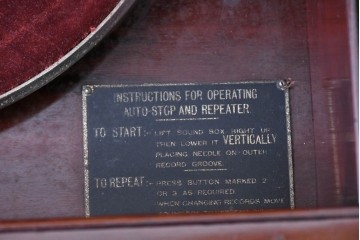 INSTRUCTIONS FOR OPERATING
AUTO-STOP AND REPEATER
TO START:- LIFT SOUND BOX RIGHT UP
THEN LOWER IT VERTICALLY
PLACING NEEDLE ON OUTER
RECORD GROOVE.
TO REPEAT:- PRESS BUTTON MARKED 2
OR 3 AS REQUIRED
WHEN CHANGING RECORDS MOVE